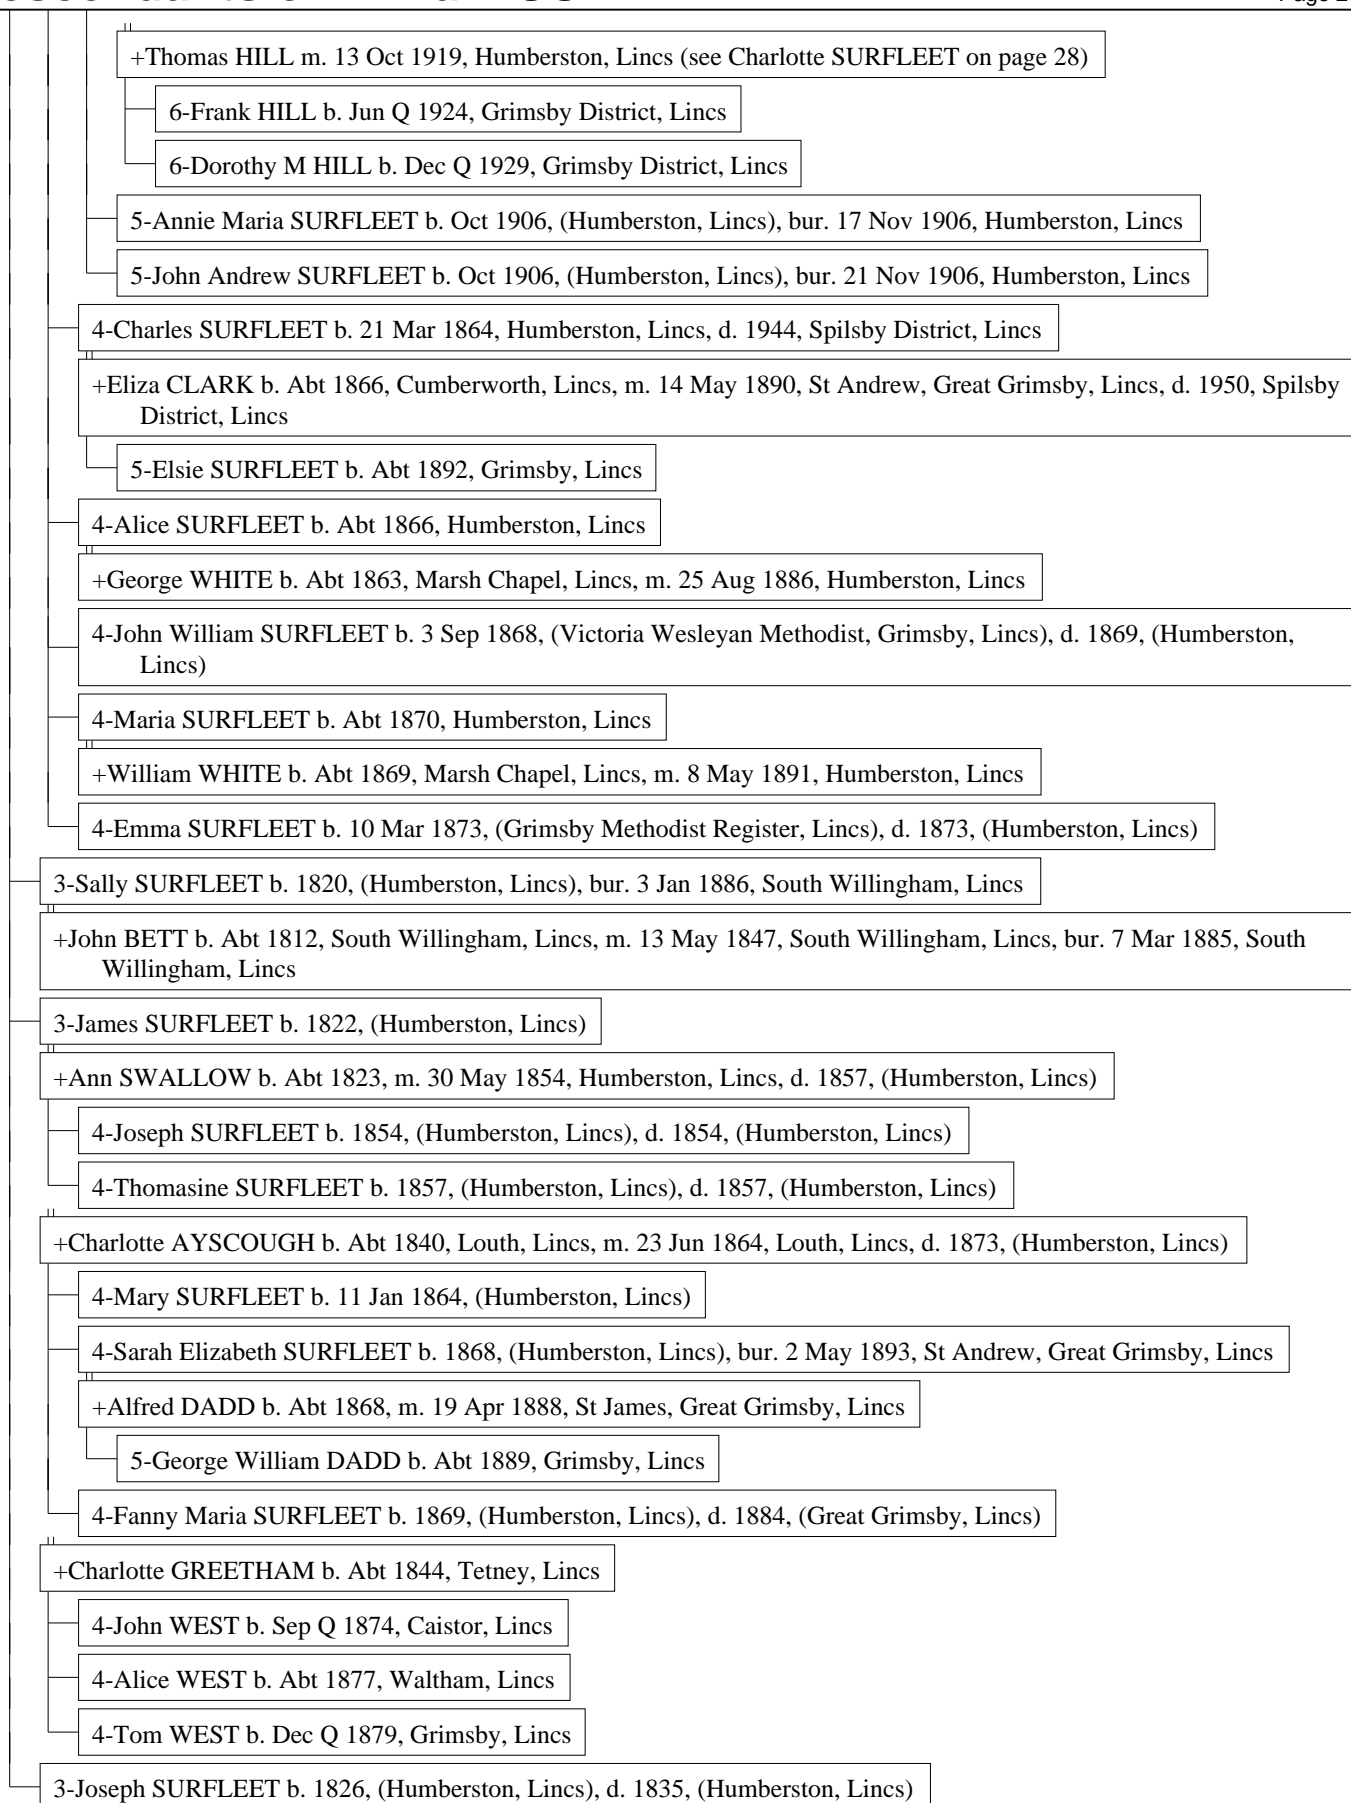 +Thomas HILL m. 13 Oct 1919, Humberston, Lincs (see Charlotte SURFLEET on page 28)
6-Frank HILL b. Jun Q 1924, Grimsby District, Lincs
6-Dorothy M HILL b. Dec Q 1929, Grimsby District, Lincs
5-Annie Maria SURFLEET b. Oct 1906, (Humberston, Lincs), bur. 17 Nov 1906, Humberston, Lincs
5-John Andrew SURFLEET b. Oct 1906, (Humberston, Lincs), bur. 21 Nov 1906, Humberston, Lincs
4-Charles SURFLEET b. 21 Mar 1864, Humberston, Lincs, d. 1944, Spilsby District, Lincs
+Eliza CLARK b. Abt 1866, Cumberworth, Lincs, m. 14 May 1890, St Andrew, Great Grimsby, Lincs, d. 1950, Spilsby
District, Lincs
5-Elsie SURFLEET b. Abt 1892, Grimsby, Lincs
4-Alice SURFLEET b. Abt 1866, Humberston, Lincs
+George WHITE b. Abt 1863, Marsh Chapel, Lincs, m. 25 Aug 1886, Humberston, Lincs
4-John William SURFLEET b. 3 Sep 1868, (Victoria Wesleyan Methodist, Grimsby, Lincs), d. 1869, (Humberston,
Lincs)
4-Maria SURFLEET b. Abt 1870, Humberston, Lincs
+William WHITE b. Abt 1869, Marsh Chapel, Lincs, m. 8 May 1891, Humberston, Lincs
4-Emma SURFLEET b. 10 Mar 1873, (Grimsby Methodist Register, Lincs), d. 1873, (Humberston, Lincs)
3-Sally SURFLEET b. 1820, (Humberston, Lincs), bur. 3 Jan 1886, South Willingham, Lincs
+John BETT b. Abt 1812, South Willingham, Lincs, m. 13 May 1847, South Willingham, Lincs, bur. 7 Mar 1885, South
Willingham, Lincs
3-James SURFLEET b. 1822, (Humberston, Lincs)
+Ann SWALLOW b. Abt 1823, m. 30 May 1854, Humberston, Lincs, d. 1857, (Humberston, Lincs)
4-Joseph SURFLEET b. 1854, (Humberston, Lincs), d. 1854, (Humberston, Lincs)
4-Thomasine SURFLEET b. 1857, (Humberston, Lincs), d. 1857, (Humberston, Lincs)
+Charlotte AYSCOUGH b. Abt 1840, Louth, Lincs, m. 23 Jun 1864, Louth, Lincs, d. 1873, (Humberston, Lincs)
4-Mary SURFLEET b. 11 Jan 1864, (Humberston, Lincs)
4-Sarah Elizabeth SURFLEET b. 1868, (Humberston, Lincs), bur. 2 May 1893, St Andrew, Great Grimsby, Lincs
+Alfred DADD b. Abt 1868, m. 19 Apr 1888, St James, Great Grimsby, Lincs
5-George William DADD b. Abt 1889, Grimsby, Lincs
4-Fanny Maria SURFLEET b. 1869, (Humberston, Lincs), d. 1884, (Great Grimsby, Lincs)
+Charlotte GREETHAM b. Abt 1844, Tetney, Lincs
4-John WEST b. Sep Q 1874, Caistor, Lincs
4-Alice WEST b. Abt 1877, Waltham, Lincs
4-Tom WEST b. Dec Q 1879, Grimsby, Lincs
3-Joseph SURFLEET b. 1826, (Humberston, Lincs), d. 1835, (Humberston, Lincs)